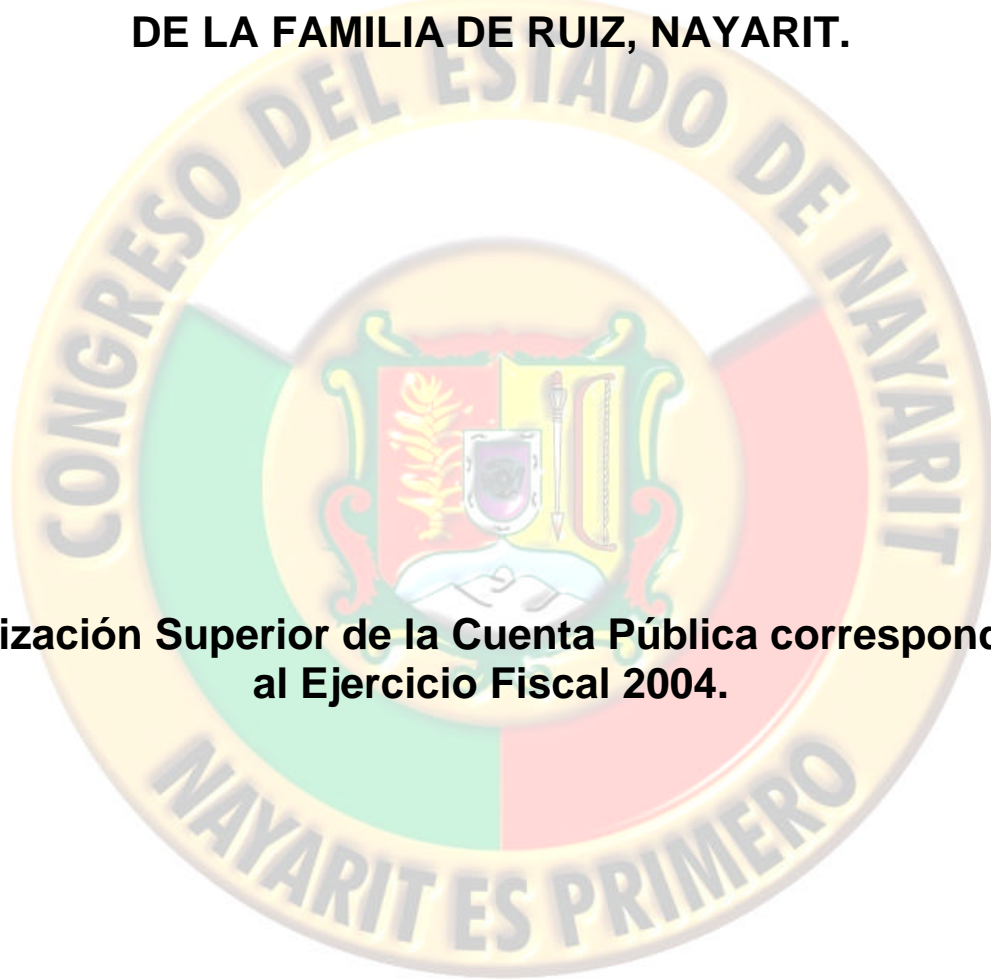 DE LA FAMILIA DE RUIZ, NAYARIT.
CONGRESO DEL ESTADO DE NAYARIT
ización Superior de la Cuenta Pública correspond
al Ejercicio Fiscal 2004.
NAYARIT ES PRIMERO